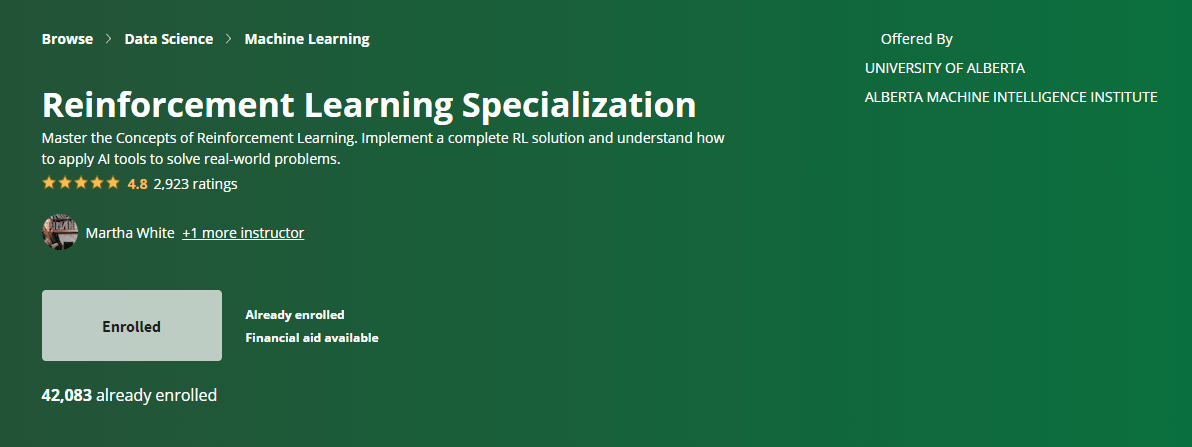 Browse > Data Science > Machine Learning
Offered By
UNIVERSITY OF ALBERTA
ALBERTA MACHINE INTELLIGENCE INSTITUTE
Reinforcement Learning Specialization
Master the Concepts of Reinforcement Learning. Implement a complete RL solution and understand how
to apply AI tools to solve real-world problems.
4.8 2,923 ratings
Martha White +1 more instructor
Enrolled
Already enrolled
Financial aid available
42,083 already enrolled